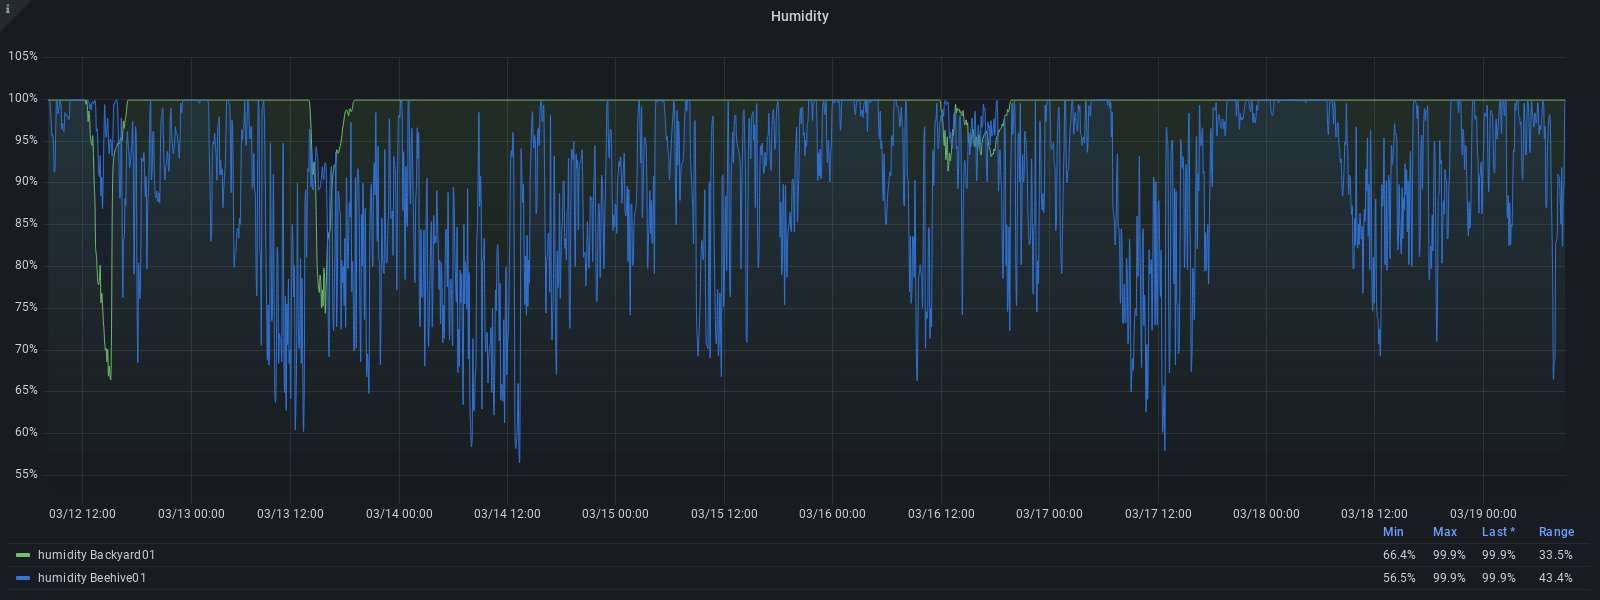 i
Humidity
105%
100%
95%
90%
85%
80%
75%
70%
65%
60%
55%
03/12 12:00 03/13 00:00 03/13 12:00 03/14 00:00 03/14 12:00 03/15 00:00 03/15 12:00 03/16 00:00 03/16 12:00 03/17 00:00 03/17 12:00 03/18 00:00 03/18 12:00 03/19 00:00
Min Max Last * Range
humidity Backyard01 66.4% 99.9% 99.9% 33.5%
humidity Beehive01 56.5% 99.9% 99.9% 43.4%